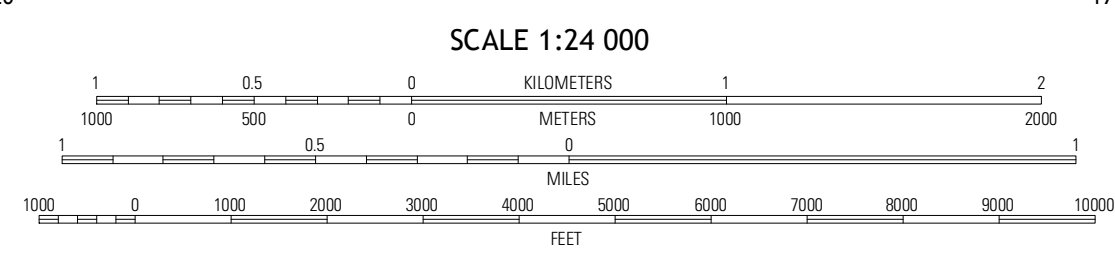 SCALE 1:24 000
1 0.5 0 KILOMETERS 1 2
1000 500 0 METERS 1000 2000
1 0.5 0 1
MILES
1000 0 1000 2000 3000 4000 5000 6000 7000 8000 9000 10000
FEET